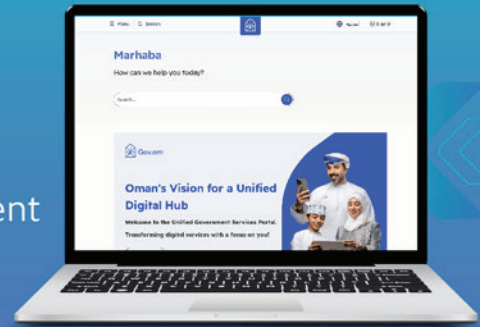 Menu Search
Marhaba
How can we help you today?
Search...
Gov.om
Oman's Vision for a Unified
Digital Hub
Welcome to the Unified Government Services Portal.
Transforming digital services with a focus on you!
ent